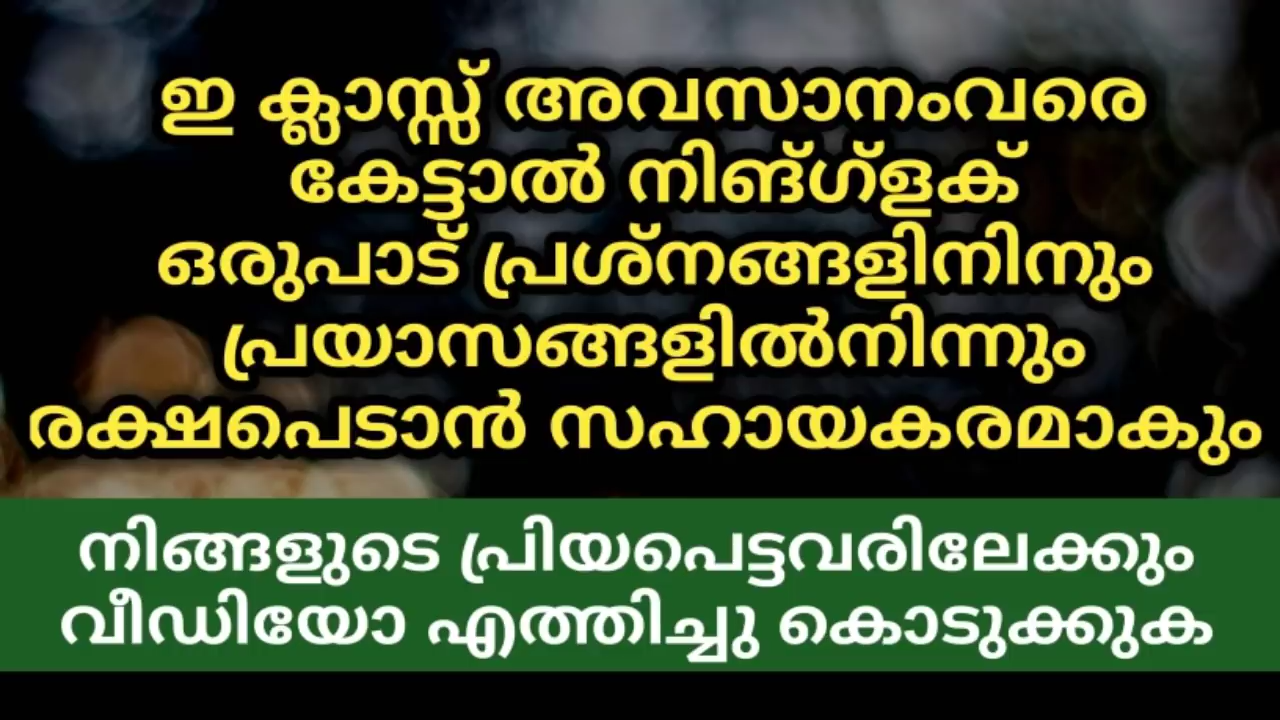 ഇ ക്ലാസ്സ് അവസാനംവരെ
കേട്ടാൽ നിങ്ഗ്ളക്
ഒരുപാട് പ്രശ്നങ്ങളിനിനും
പ്രയാസങ്ങളിൽനിന്നും
രക്ഷപെടാൻ സഹായകരമാകും
നിങ്ങളുടെ പ്രിയപെട്ടവരിലേക്കും
വീഡിയോ എത്തിച്ചു കൊടുക്കുക